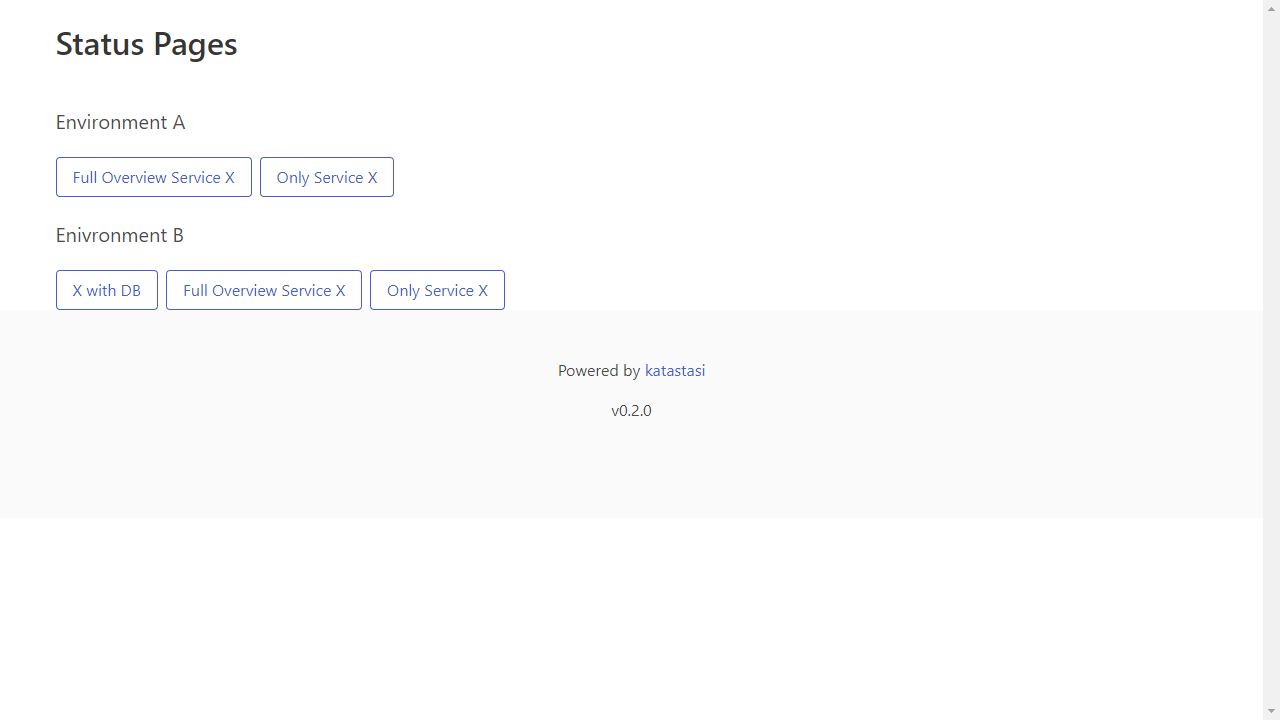 Status Pages
Environment A
Full Overview Service X Only Service X
Enivronment B
X with DB Full Overview Service X Only Service X
Powered by katastasi
v0.2.0